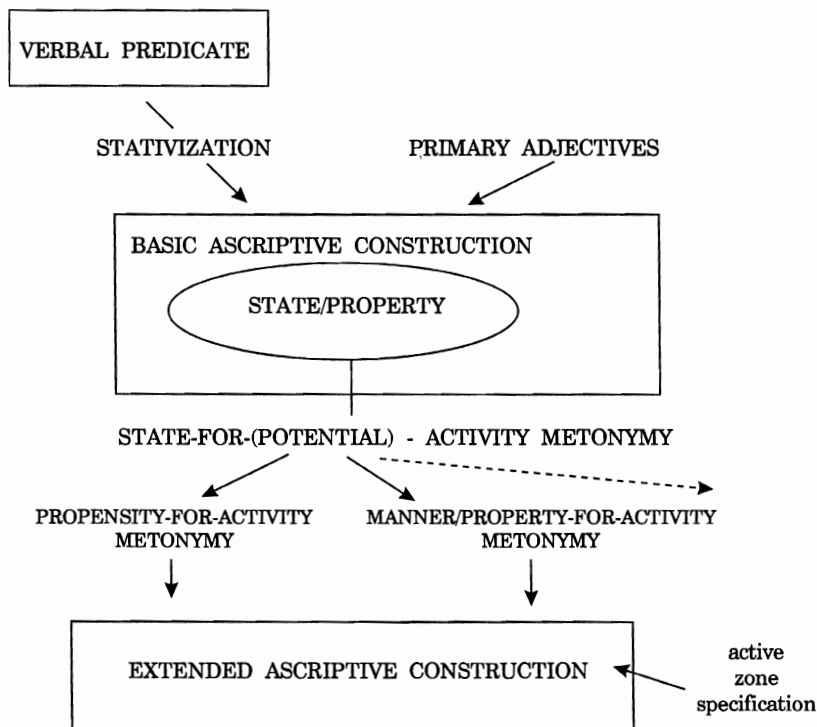 VERBAL PREDICATE
STATIVIZATION
PRIMARY ADJECTIVES
BASIC ASCRIPTIVE CONSTRUCTION
STATE/PROPERTY
STATE-FOR-(POTENTIAL) - ACTIVITY METONYMY
PROPENSITY-FOR-ACTIVITY
METONYMY
MANNER/PROPERTY-FOR-ACTIVITY
METONYMY
EXTENDED ASCRIPTIVE CONSTRUCTION
active
zone
specification